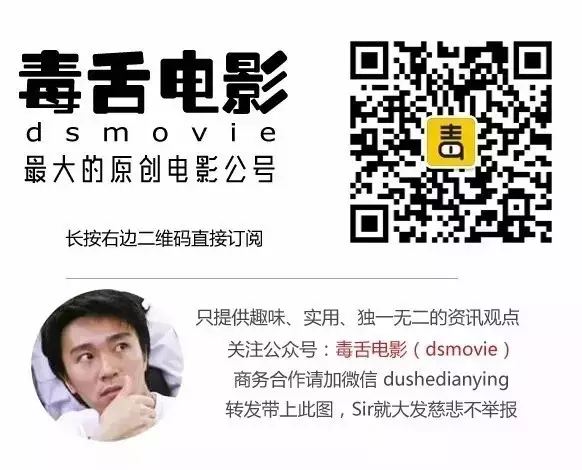 毒舌电影
dsmovie
最大的原创电影公号
长按右边二维码直接订阅
毒
只提供趣味、实用、独一无二的资讯观点
关注公众号：毒舌电影（dsmovie）
商务合作请加微信 dushedianying
转发带上此图，Sir就大发慈悲不举报